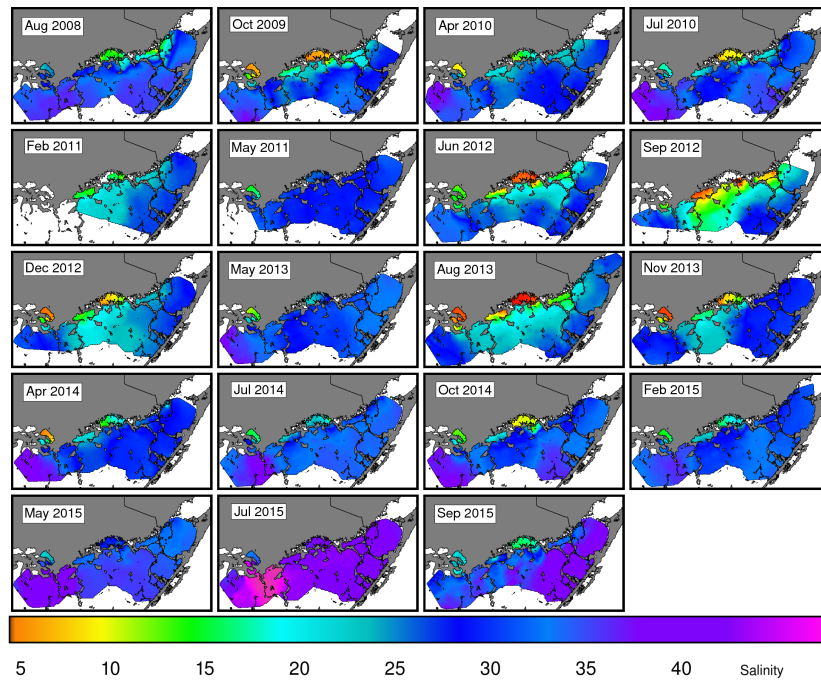 Aug 2008
Oct 2009
Apr 2010
Jul 2010
Feb 2011
May 2011
Jun 2012
Sep 2012
Dec 2012
May 2013
Aug 2013
Nov 2013
Apr 2014
Jul 2014
Oct 2014
Feb 2015
May 2015
Jul 2015
Sep 2015
5 10 15 20 25 30 35 40 Salinity